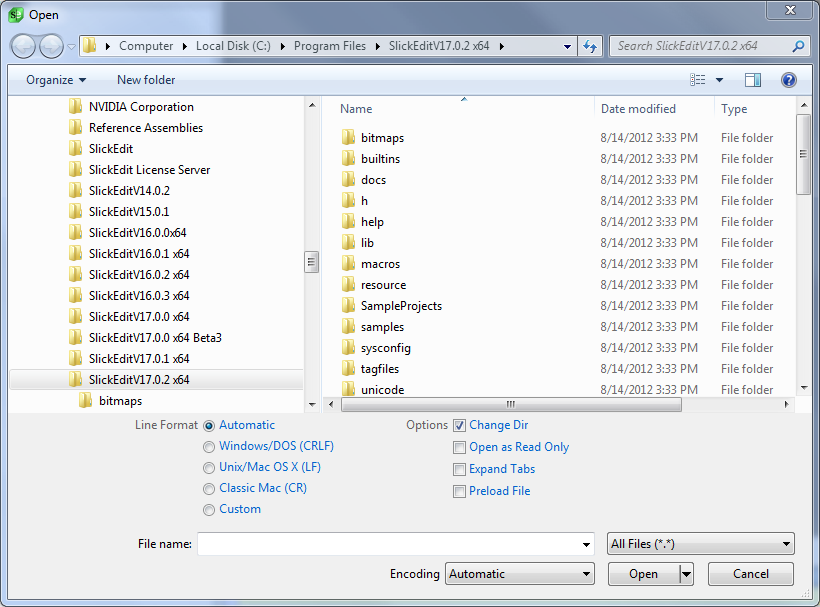 Open
Computer Local Disk (C:) Program Files SlickEditV17.0.2 x64
Search SlickEditV17.0.2 x64
Organize New folder
NVIDIA Corporation
Reference Assemblies
SlickEdit
SlickEdit License Server
SlickEditV14.0.2
SlickEditV15.0.1
SlickEditV16.0.0x64
SlickEditV16.0.1 x64
SlickEditV16.0.2 x64
SlickEditV16.0.3 x64
SlickEditV17.0.0 x64
SlickEditV17.0.0 x64 Beta3
SlickEditV17.0.1 x64
SlickEditV17.0.2 x64
bitmaps
Name Date modified Type
bitmaps 8/14/2012 3:33 PM File folder
builtins 8/14/2012 3:33 PM File folder
docs 8/14/2012 3:33 PM File folder
h 8/14/2012 3:33 PM File folder
help 8/14/2012 3:33 PM File folder
lib 8/14/2012 3:33 PM File folder
macros 8/14/2012 3:33 PM File folder
resource 8/14/2012 3:33 PM File folder
SampleProjects 8/14/2012 3:33 PM File folder
samples 8/14/2012 3:33 PM File folder
sysconfig 8/14/2012 3:33 PM File folder
tagfiles 8/14/2012 3:33 PM File folder
unicode 8/14/2012 3:33 PM File folder
Line Format Automatic
Windows/DOS (CRLF)
Unix/Mac OS X (LF)
Classic Mac (CR)
Custom
Options Change Dir
Open as Read Only
Expand Tabs
Preload File
File name: All Files (*.*)
Encoding Automatic Open Cancel